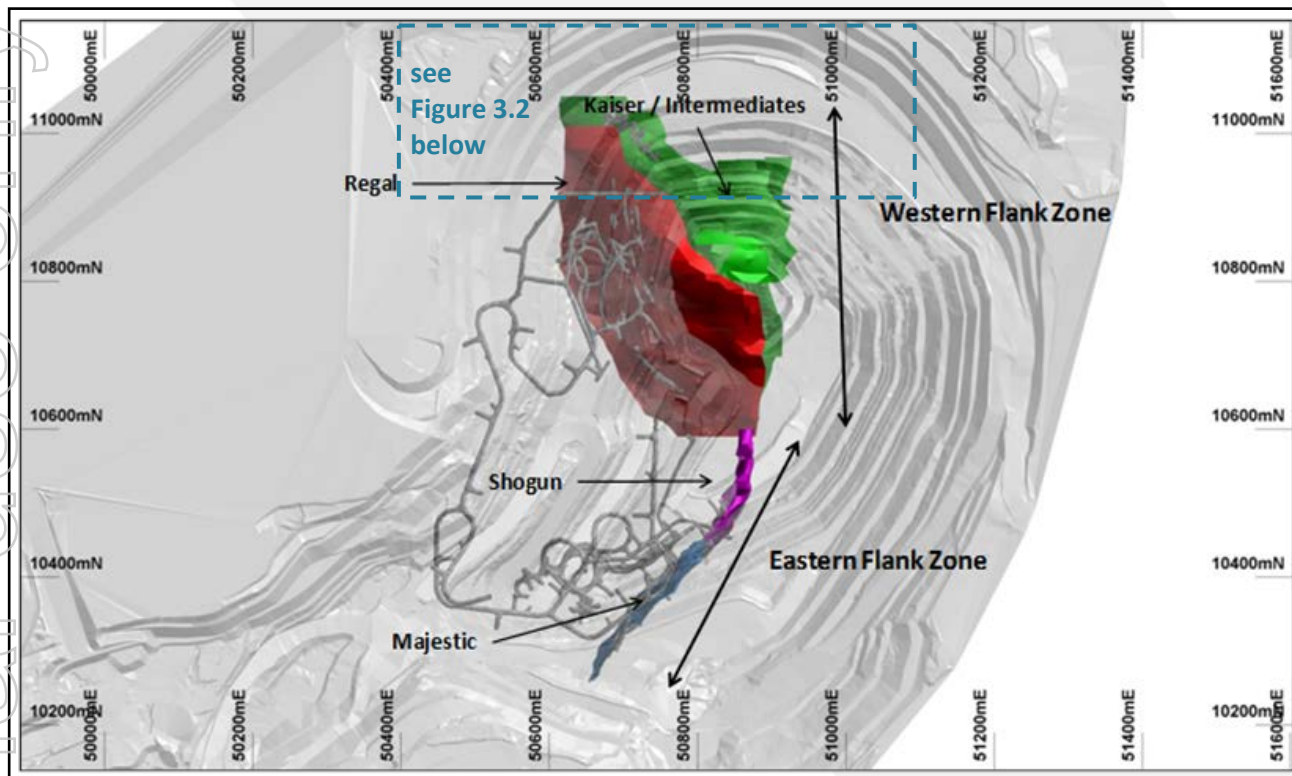 50000mE
50200mE
50400mE
50600mE
50800mE
51000mE
51200mE
51400mE
51600mE
see
Figure 3.2
below
Kaiser / Intermediates
11000mN
11000mN
Regal
Western Flank Zone
10800mN
10800mN
10600mN
10600mN
Shogun
Eastern Flank Zone
10400mN
10400mN
Majestic
10200mN
10200mN
50000mE
50200mE
50400mE
50600mE
50800mE
51000mE
51200mE
51400mE
51600mE